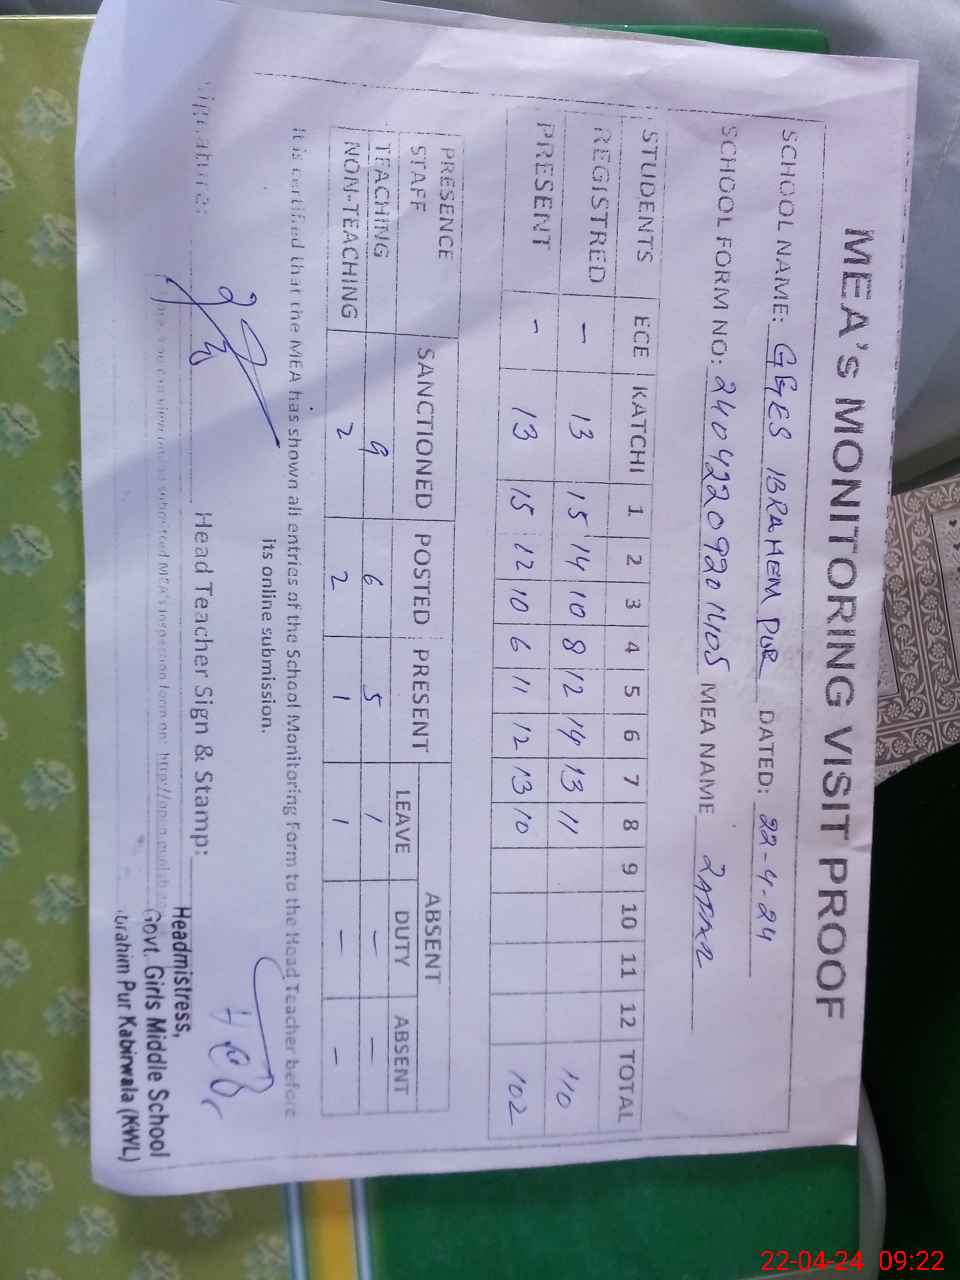 MEA'S MONITORING VISIT PROOF
SCHOOL NAME: GGES IBRAHEM PUR DATED: 22-4-24
SCHOOL FORM NO: 24042209201405 MEA NAME ZAFAR
STUDENTS ECE KATCHI 1 2 3 4 5 6 7 8 9 10 11 12 TOTAL
REGISTRED - 13 15 14 10 8 12 14 13 11 110
PRESENT - 13 15 12 10 6 11 12 13 10 102
PRESENCE ABSENT
STAFF SANCTIONED POSTED PRESENT LEAVE DUTY ABSENT
TEACHING 9 6 5 1 - -
NON-TEACHING 2 2 1 1 - -
It is certified that the MEA has shown all entries of the School Monitoring Form to the Head Teacher before
its online submission.
Signature: Head Teacher Sign & Stamp:
Headmistress,
Govt. Girls Middle School
Ibrahim Pur Kabirwala (KWL)
22-04-24 09:22